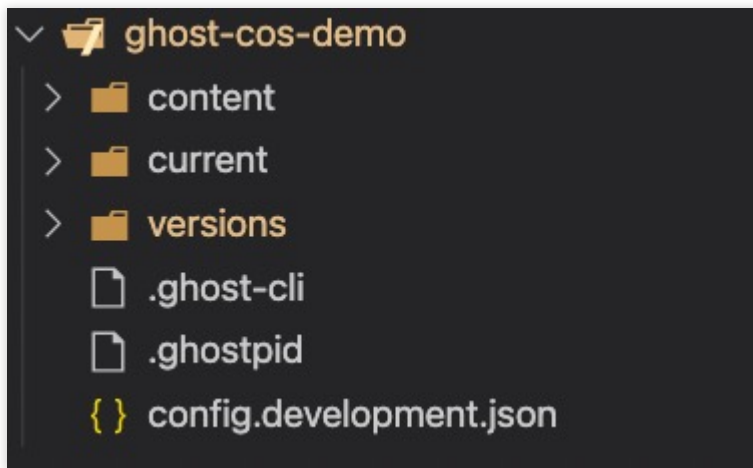 ghost-cos-demo
content
current
versions
.ghost-cli
.ghostpid
{ } config.development.json